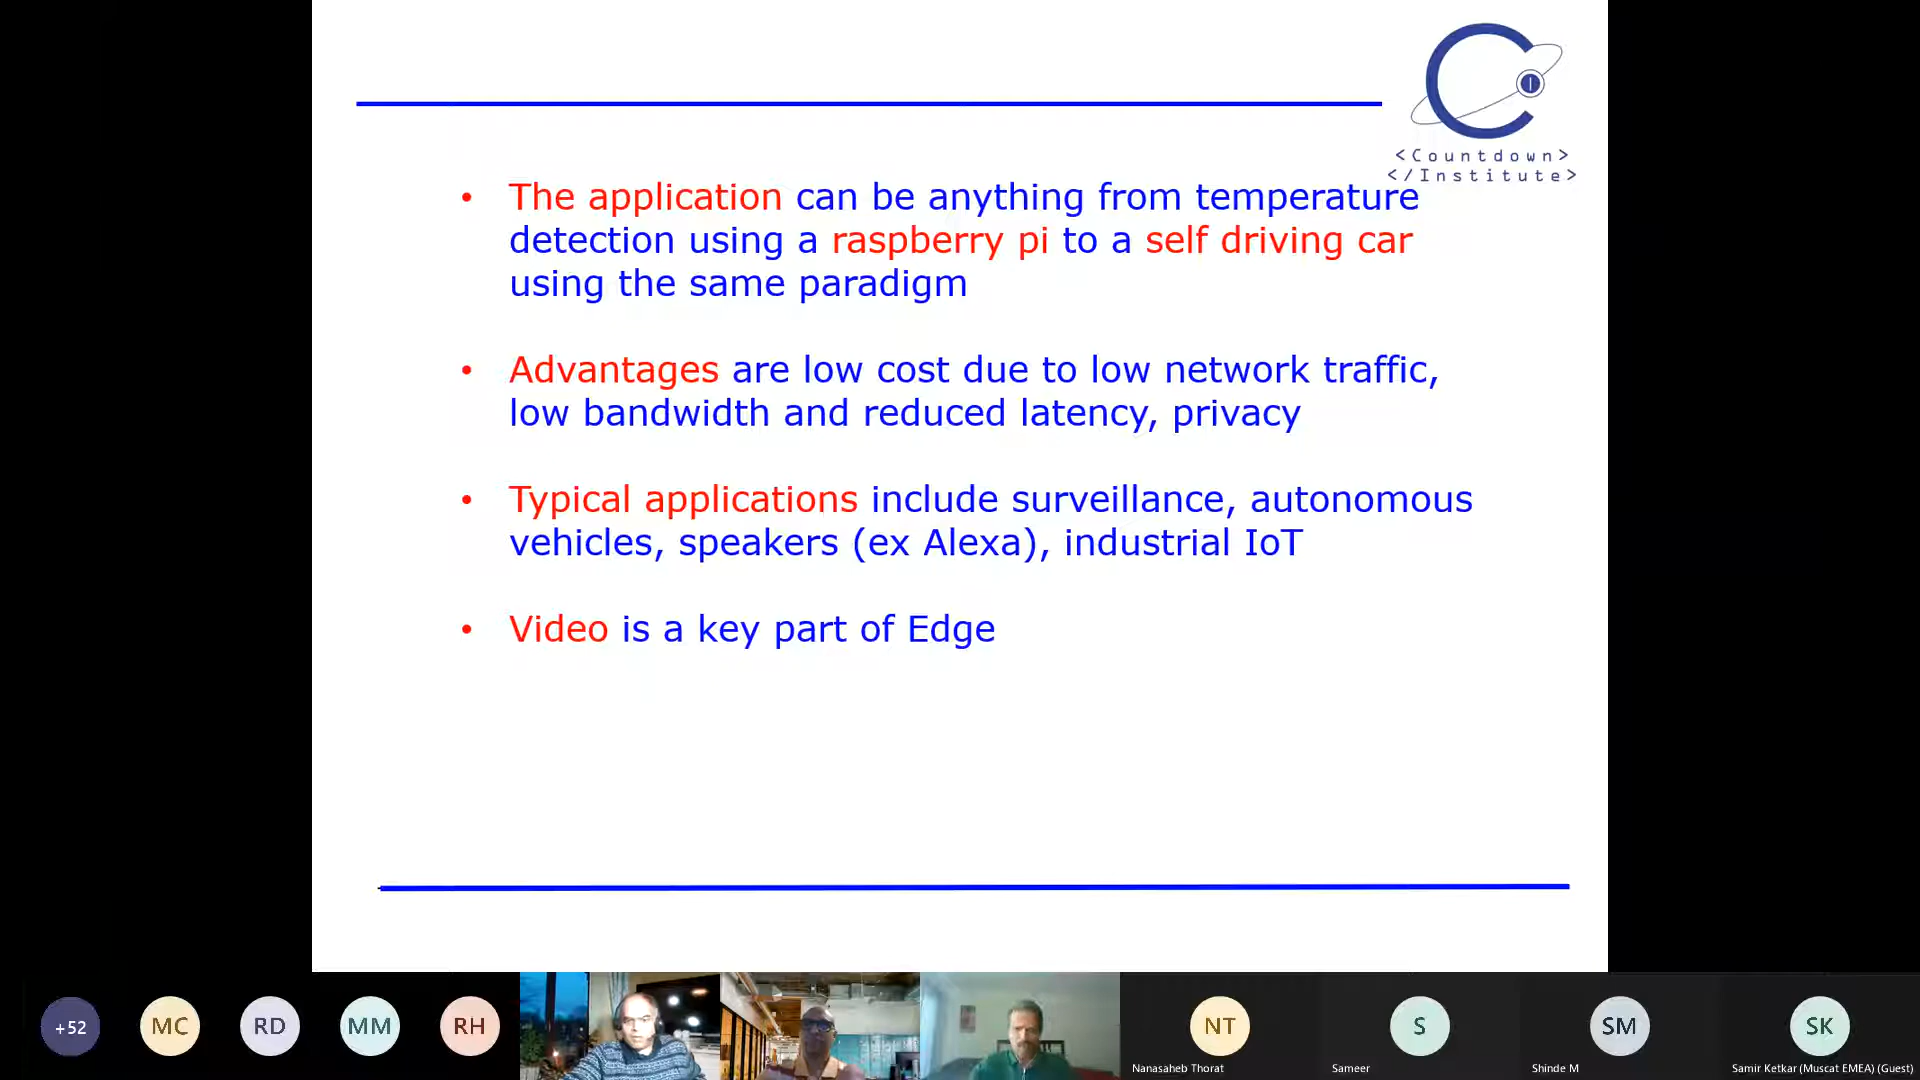 <Countdown>
</Institute>
• The application can be anything from temperature
detection using a raspberry pi to a self driving car
using the same paradigm
• Advantages are low cost due to low network traffic,
low bandwidth and reduced latency, privacy
• Typical applications include surveillance, autonomous
vehicles, speakers (ex Alexa), industrial IoT
• Video is a key part of Edge
+52
MC
RD
MM
RH
NT
Nanasaheb Thorat
S
Sameer
SM
Shinde M
SK
Samir Ketkar (Muscat EMEA) (Guest)